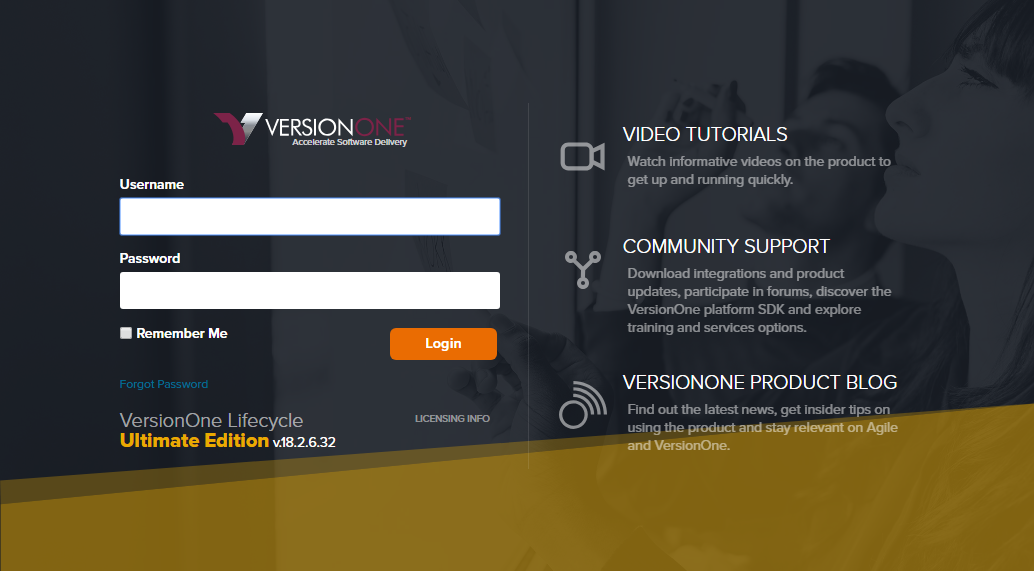 VERSIONONE™
Accelerate Software Delivery
Username
Password
Remember Me
Login
Forgot Password
VersionOne Lifecycle
LICENSING INFO
Ultimate Edition v.18.2.6.32
VIDEO TUTORIALS
Watch informative videos on the product to
get up and running quickly.
COMMUNITY SUPPORT
Download integrations and product
updates, participate in forums, discover the
VersionOne platform SDK and explore
training and services options.
VERSIONONE PRODUCT BLOG
Find out the latest news, get insider tips on
using the product and stay relevant on Agile
and VersionOne.